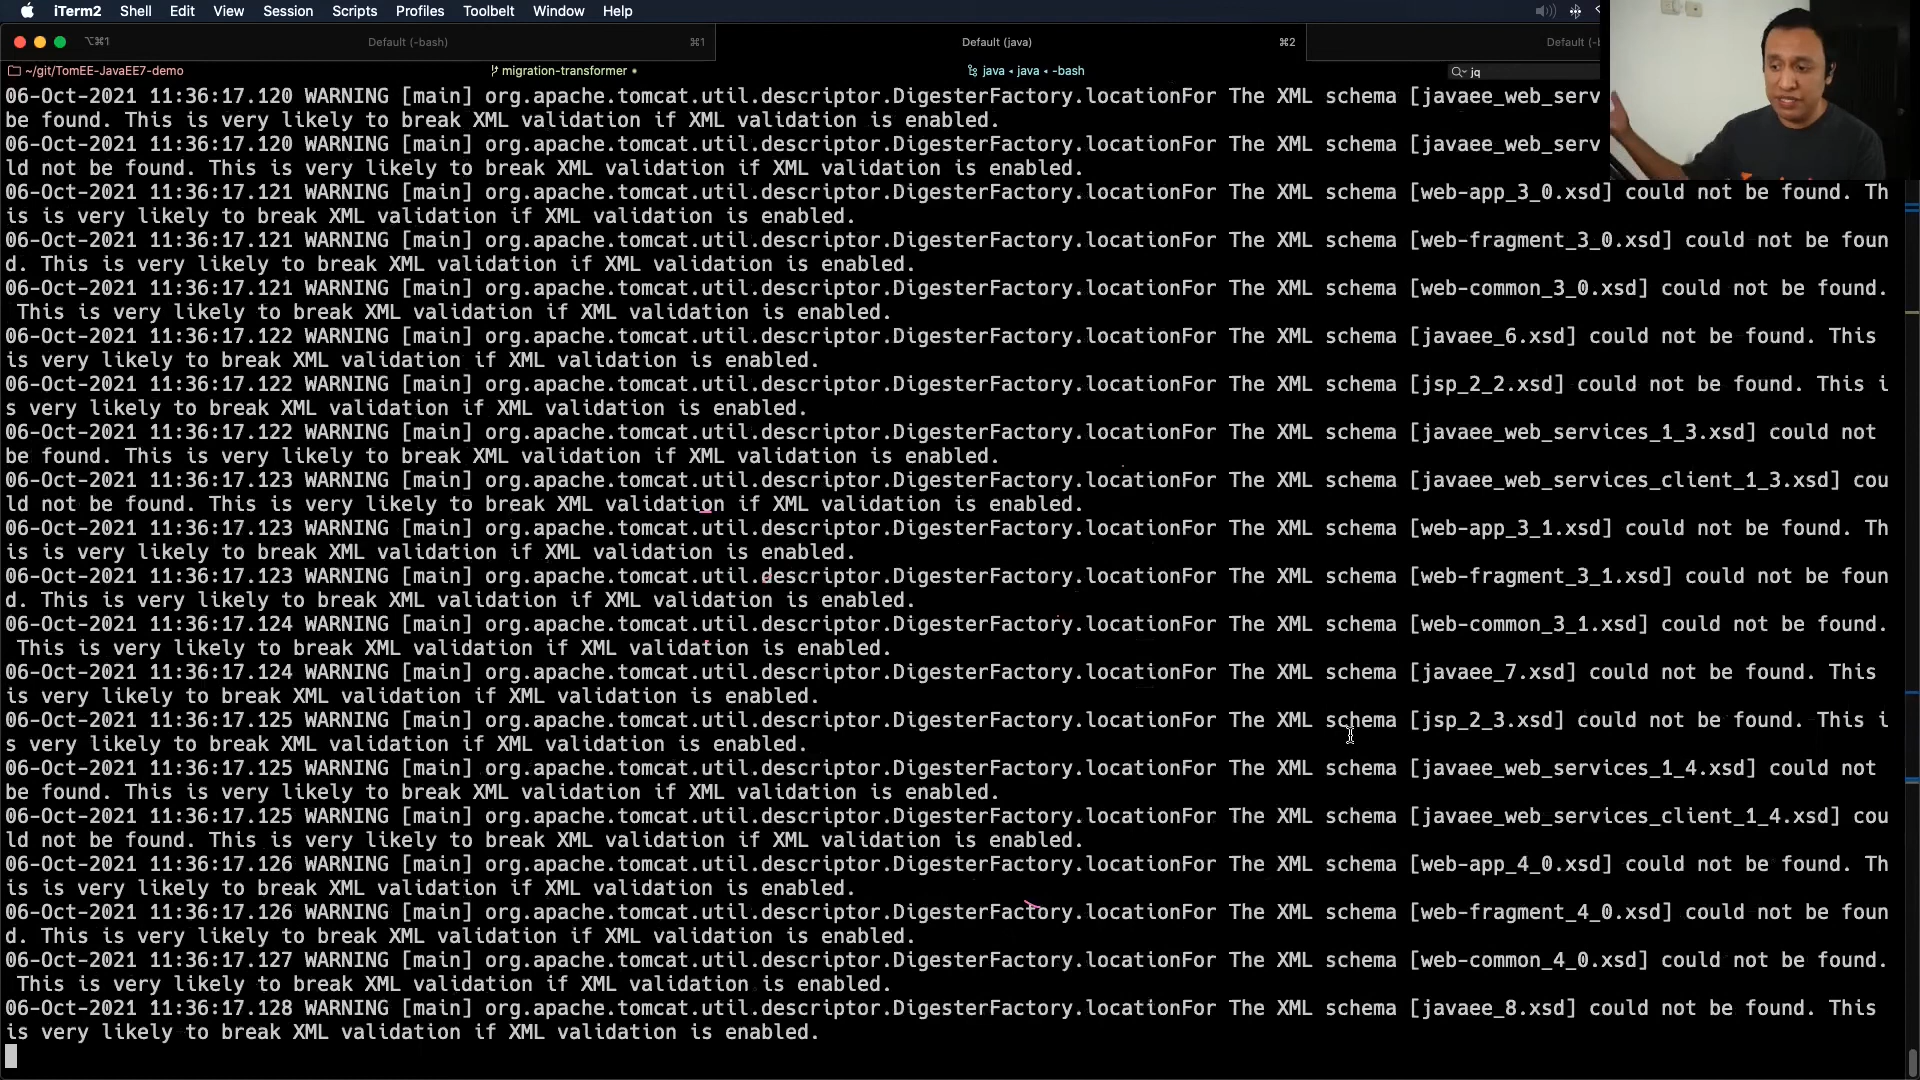 iTerm2 Shell Edit View Session Scripts Profiles Toolbelt Window Help
⌥⌘1 Default (-bash) ⌘1 Default (java) ⌘2 Default (-b
~/git/TomEE-JavaEE7-demo migration-transformer • java ◂ java ◂ -bash jq
06-Oct-2021 11:36:17.120 WARNING [main] org.apache.tomcat.util.descriptor.DigesterFactory.locationFor The XML schema [javaee_web_serv
be found. This is very likely to break XML validation if XML validation is enabled.
06-Oct-2021 11:36:17.120 WARNING [main] org.apache.tomcat.util.descriptor.DigesterFactory.locationFor The XML schema [javaee_web_serv
ld not be found. This is very likely to break XML validation if XML validation is enabled.
06-Oct-2021 11:36:17.121 WARNING [main] org.apache.tomcat.util.descriptor.DigesterFactory.locationFor The XML schema [web-app_3_0.xsd] could not be found. Th
is is very likely to break XML validation if XML validation is enabled.
06-Oct-2021 11:36:17.121 WARNING [main] org.apache.tomcat.util.descriptor.DigesterFactory.locationFor The XML schema [web-fragment_3_0.xsd] could not be foun
d. This is very likely to break XML validation if XML validation is enabled.
06-Oct-2021 11:36:17.121 WARNING [main] org.apache.tomcat.util.descriptor.DigesterFactory.locationFor The XML schema [web-common_3_0.xsd] could not be found.
This is very likely to break XML validation if XML validation is enabled.
06-Oct-2021 11:36:17.122 WARNING [main] org.apache.tomcat.util.descriptor.DigesterFactory.locationFor The XML schema [javaee_6.xsd] could not be found. This
is very likely to break XML validation if XML validation is enabled.
06-Oct-2021 11:36:17.122 WARNING [main] org.apache.tomcat.util.descriptor.DigesterFactory.locationFor The XML schema [jsp_2_2.xsd] could not be found. This i
s very likely to break XML validation if XML validation is enabled.
06-Oct-2021 11:36:17.122 WARNING [main] org.apache.tomcat.util.descriptor.DigesterFactory.locationFor The XML schema [javaee_web_services_1_3.xsd] could not
be found. This is very likely to break XML validation if XML validation is enabled.
06-Oct-2021 11:36:17.123 WARNING [main] org.apache.tomcat.util.descriptor.DigesterFactory.locationFor The XML schema [javaee_web_services_client_1_3.xsd] cou
ld not be found. This is very likely to break XML validation if XML validation is enabled.
06-Oct-2021 11:36:17.123 WARNING [main] org.apache.tomcat.util.descriptor.DigesterFactory.locationFor The XML schema [web-app_3_1.xsd] could not be found. Th
is is very likely to break XML validation if XML validation is enabled.
06-Oct-2021 11:36:17.123 WARNING [main] org.apache.tomcat.util.descriptor.DigesterFactory.locationFor The XML schema [web-fragment_3_1.xsd] could not be foun
d. This is very likely to break XML validation if XML validation is enabled.
06-Oct-2021 11:36:17.124 WARNING [main] org.apache.tomcat.util.descriptor.DigesterFactory.locationFor The XML schema [web-common_3_1.xsd] could not be found.
This is very likely to break XML validation if XML validation is enabled.
06-Oct-2021 11:36:17.124 WARNING [main] org.apache.tomcat.util.descriptor.DigesterFactory.locationFor The XML schema [javaee_7.xsd] could not be found. This
is very likely to break XML validation if XML validation is enabled.
06-Oct-2021 11:36:17.125 WARNING [main] org.apache.tomcat.util.descriptor.DigesterFactory.locationFor The XML schema [jsp_2_3.xsd] could not be found. This i
s very likely to break XML validation if XML validation is enabled.
06-Oct-2021 11:36:17.125 WARNING [main] org.apache.tomcat.util.descriptor.DigesterFactory.locationFor The XML schema [javaee_web_services_1_4.xsd] could not
be found. This is very likely to break XML validation if XML validation is enabled.
06-Oct-2021 11:36:17.125 WARNING [main] org.apache.tomcat.util.descriptor.DigesterFactory.locationFor The XML schema [javaee_web_services_client_1_4.xsd] cou
ld not be found. This is very likely to break XML validation if XML validation is enabled.
06-Oct-2021 11:36:17.126 WARNING [main] org.apache.tomcat.util.descriptor.DigesterFactory.locationFor The XML schema [web-app_4_0.xsd] could not be found. Th
is is very likely to break XML validation if XML validation is enabled.
06-Oct-2021 11:36:17.126 WARNING [main] org.apache.tomcat.util.descriptor.DigesterFactory.locationFor The XML schema [web-fragment_4_0.xsd] could not be foun
d. This is very likely to break XML validation if XML validation is enabled.
06-Oct-2021 11:36:17.127 WARNING [main] org.apache.tomcat.util.descriptor.DigesterFactory.locationFor The XML schema [web-common_4_0.xsd] could not be found.
This is very likely to break XML validation if XML validation is enabled.
06-Oct-2021 11:36:17.128 WARNING [main] org.apache.tomcat.util.descriptor.DigesterFactory.locationFor The XML schema [javaee_8.xsd] could not be found. This
is very likely to break XML validation if XML validation is enabled.